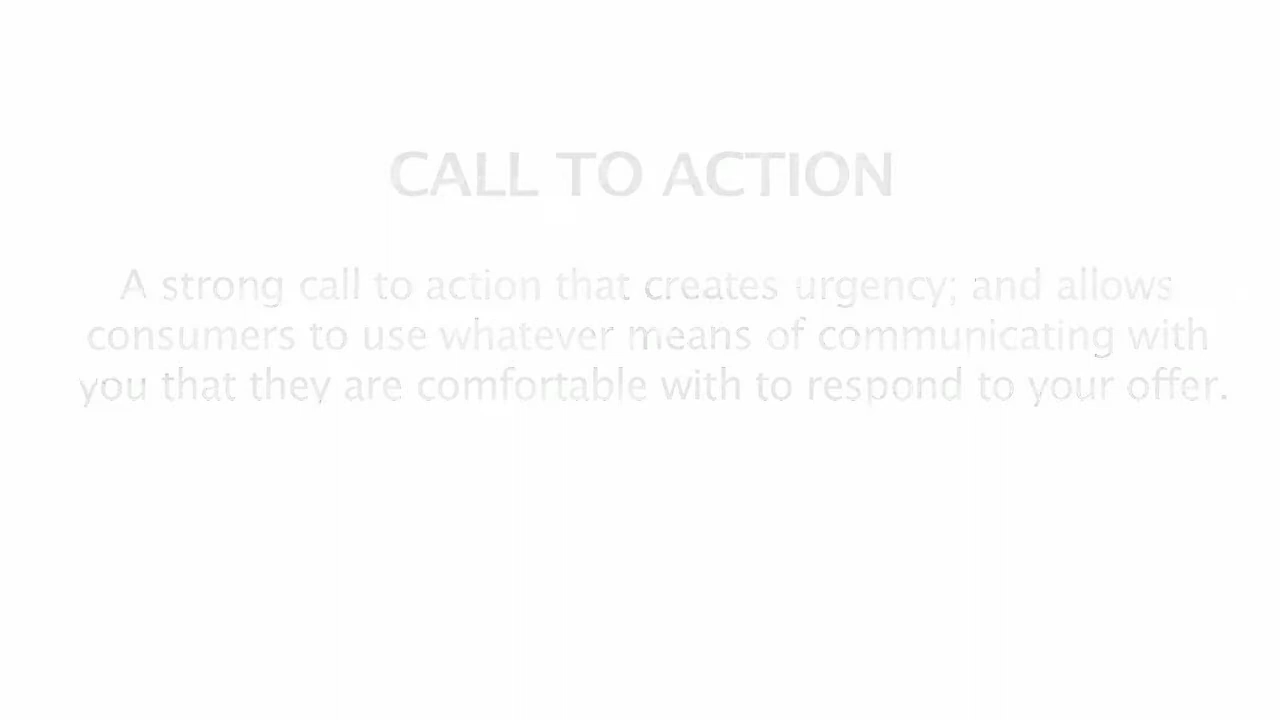 CALL TO ACTION
A strong call to action that creates urgency; and allows
consumers to use whatever means of communicating with
you that they are comfortable with to respond to your offer.